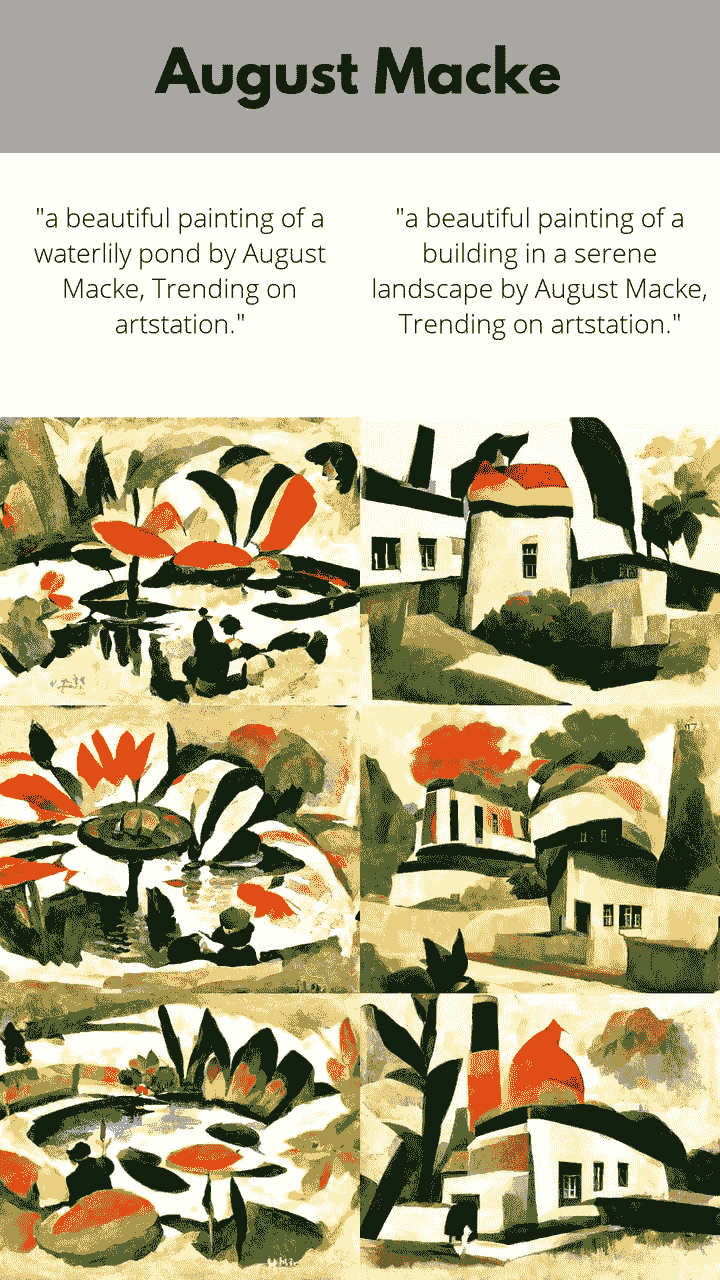 August Macke
"a beautiful painting of a
waterlily pond by August
Macke, Trending on
artstation."
"a beautiful painting of a
building in a serene
landscape by August Macke,
Trending on artstation."